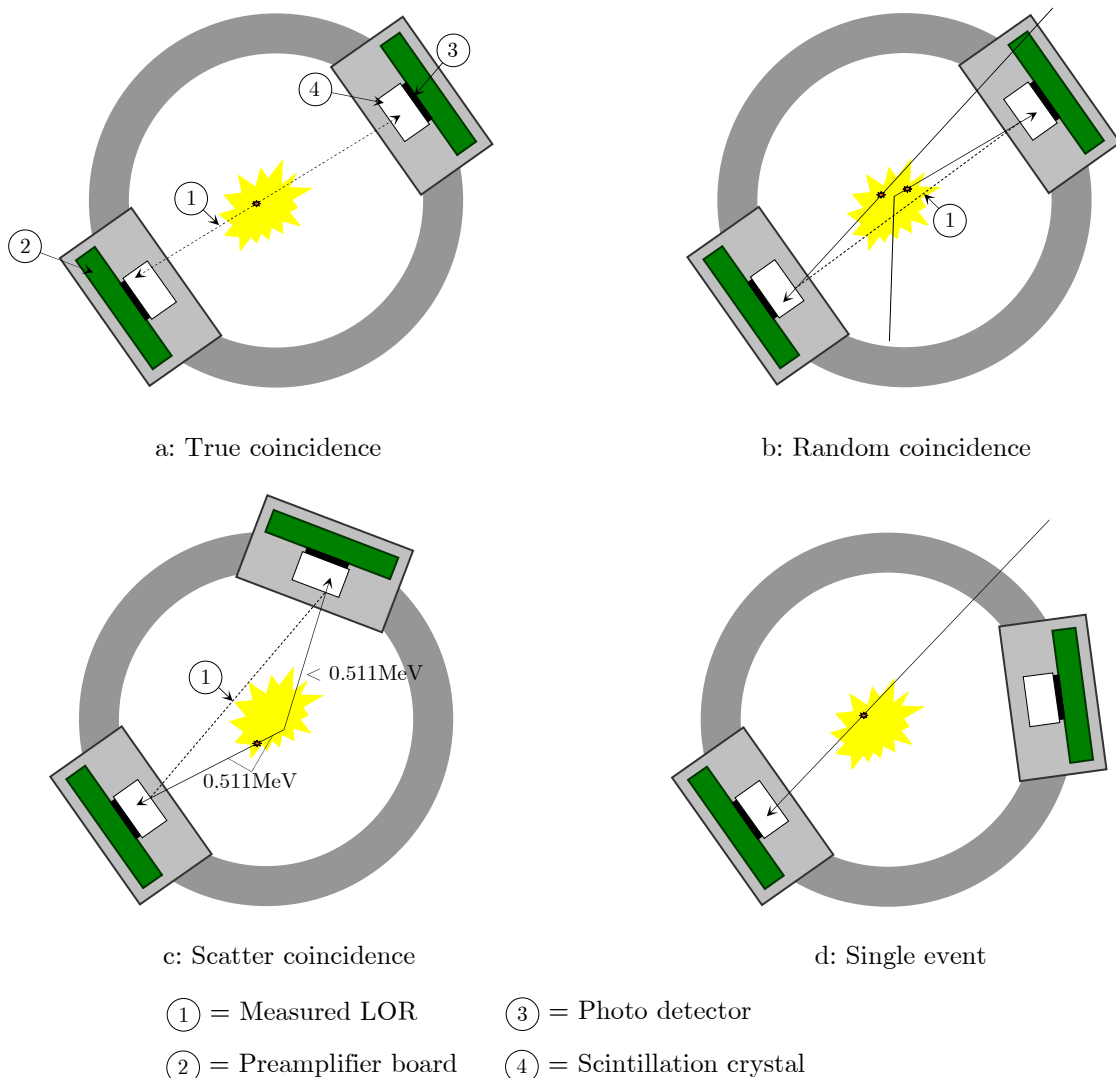 3
4
1
2
1
a: True coincidence
b: Random coincidence
< 0.511MeV
1
0.511MeV
c: Scatter coincidence
d: Single event
1 = Measured LOR
3 = Photo detector
2 = Preamplifier board
4 = Scintillation crystal